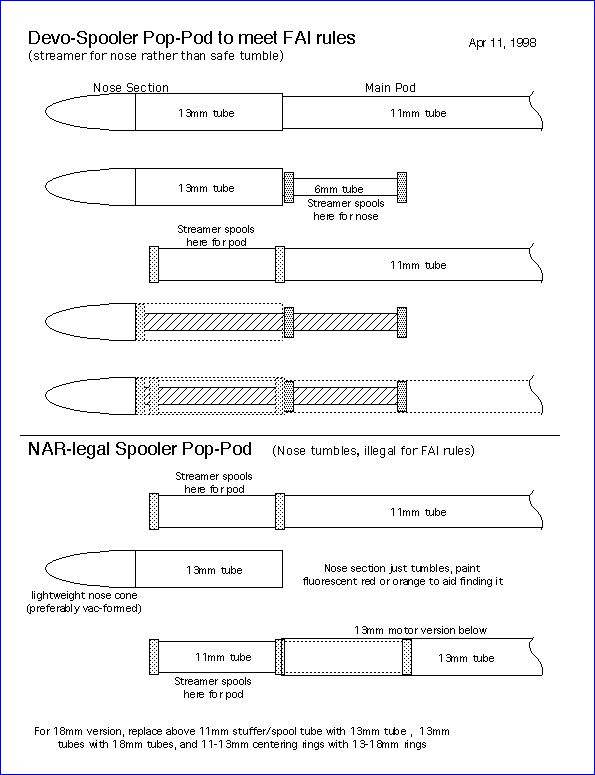 Devo-Spooler Pop-Pod to meet FAI rules
Apr 11, 1998
(streamer for nose rather than safe tumble)
Nose Section
Main Pod
13mm tube
11mm tube
13mm tube
6mm tube
Streamer spools
here for nose
Streamer spools
here for pod
11mm tube
NAR-legal Spooler Pop-Pod
(Nose tumbles, illegal for FAI rules)
Streamer spools
here for pod
11mm tube
13mm tube
Nose section just tumbles, paint
fluorescent red or orange to aid finding it
lightweight nose cone
(preferably vac-formed)
13mm motor version below
11mm tube
13mm tube
Streamer spools
here for pod
For 18mm version, replace above 11mm stuffer/spool tube with 13mm tube , 13mm
tubes with 18mm tubes, and 11-13mm centering rings with 13-18mm rings